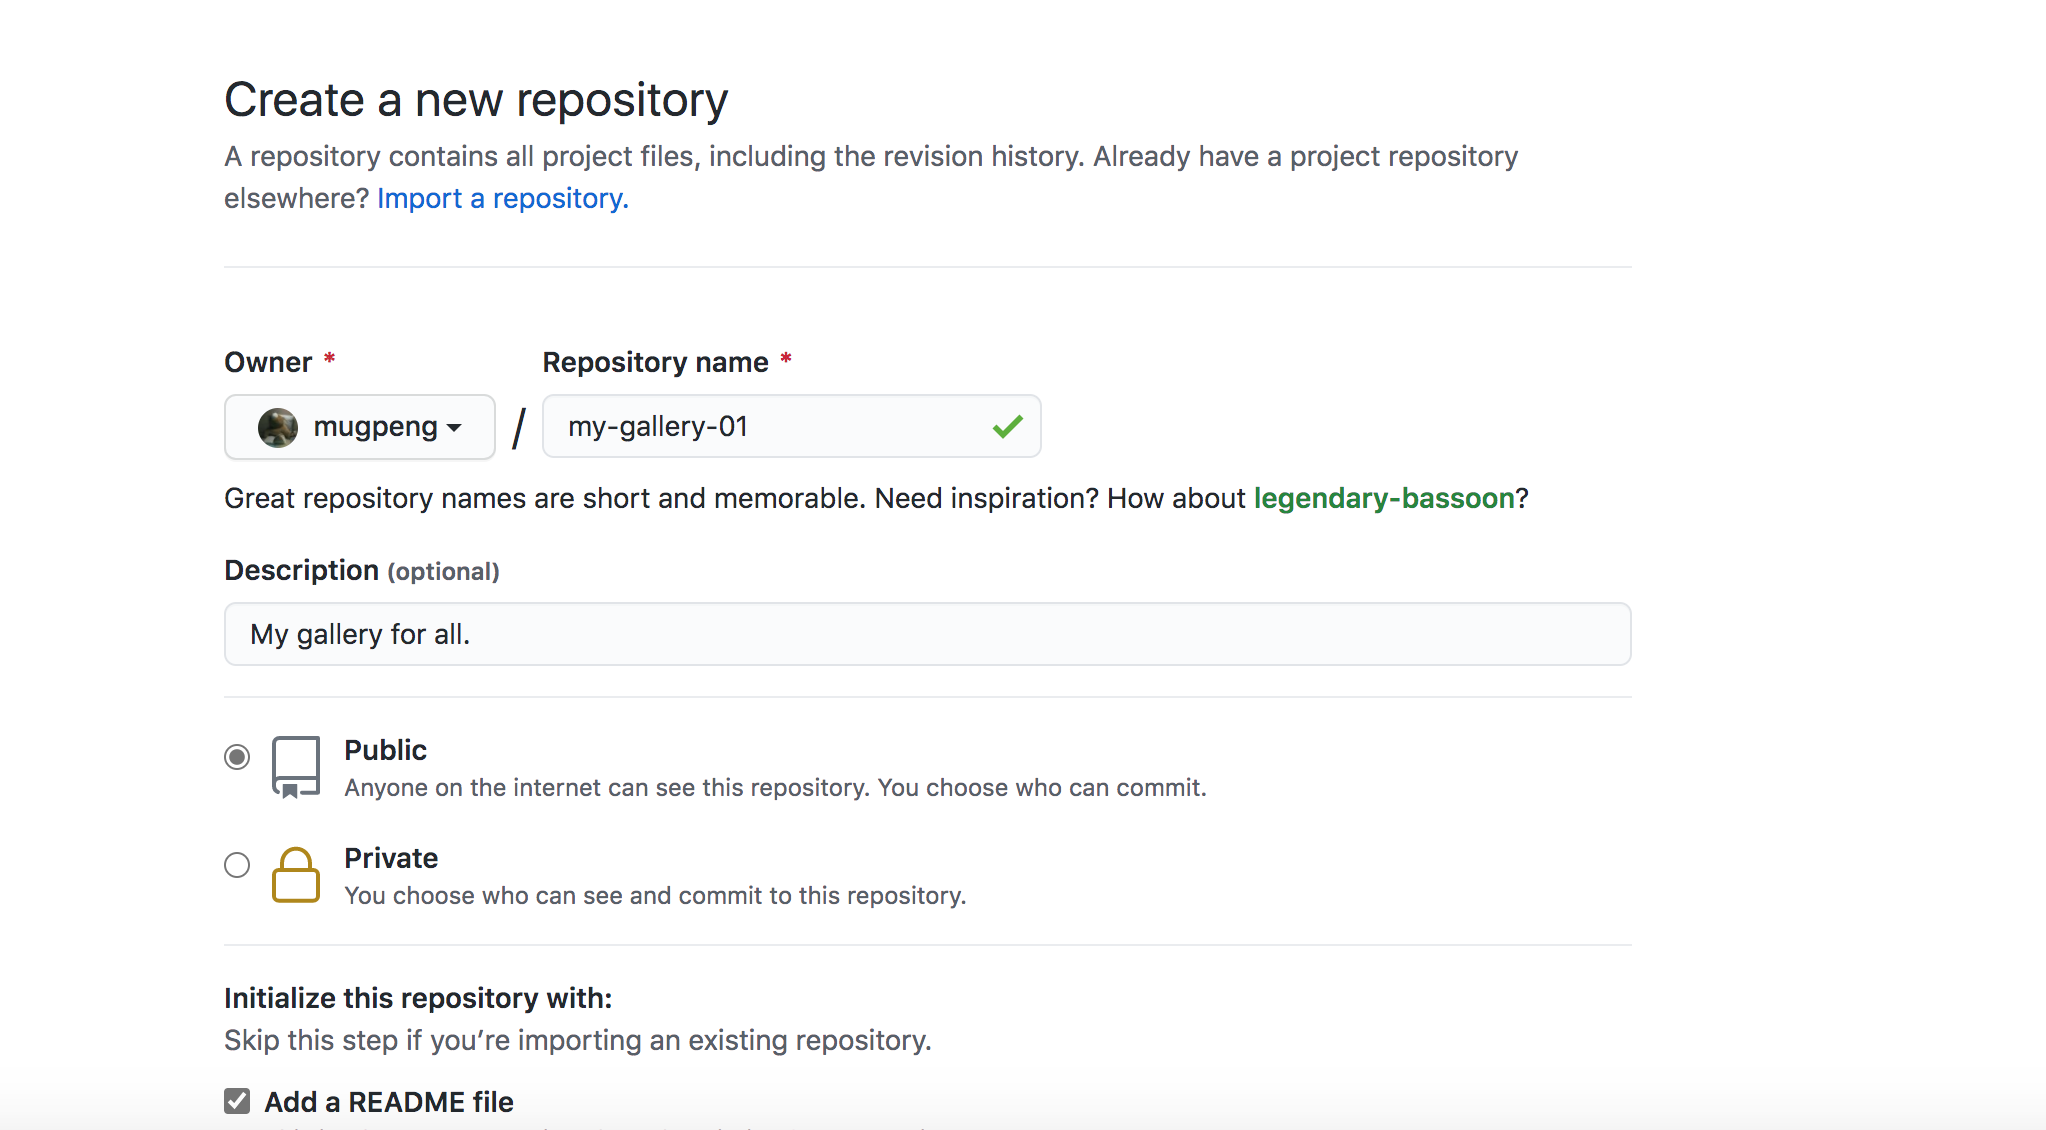 Create a new repository
A repository contains all project files, including the revision history. Already have a project repository
elsewhere? Import a repository.
Owner *
Repository name *
mugpeng / my-gallery-01
Great repository names are short and memorable. Need inspiration? How about legendary-bassoon?
Description (optional)
My gallery for all.
Public
Anyone on the internet can see this repository. You choose who can commit.
Private
You choose who can see and commit to this repository.
Initialize this repository with:
Skip this step if you’re importing an existing repository.
Add a README file